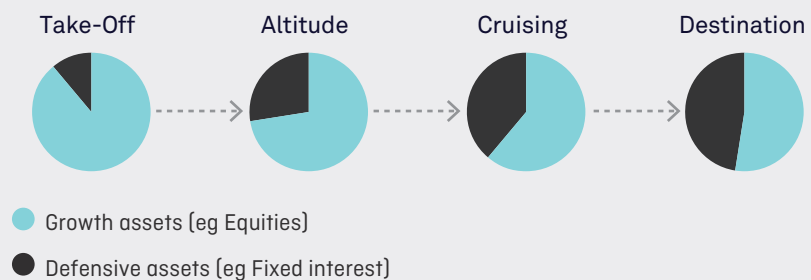 Take-Off
Altitude
Cruising
Destination
Growth assets (eg Equities)
Defensive assets (eg Fixed interest)